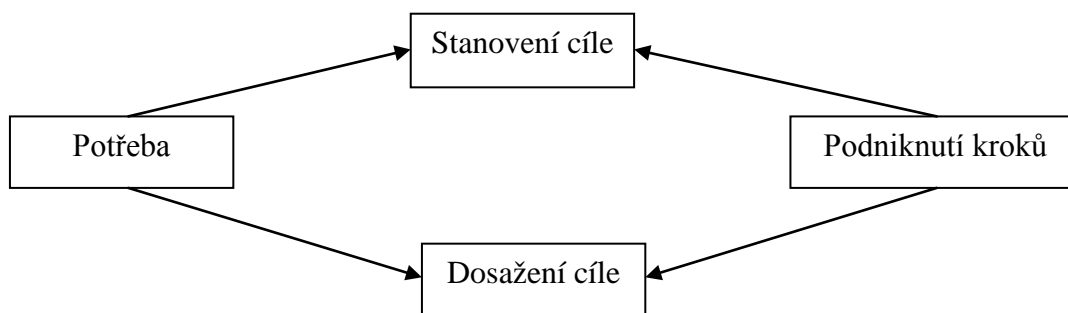 Stanovení cíle
Potřeba
Podniknutí kroků
Dosažení cíle